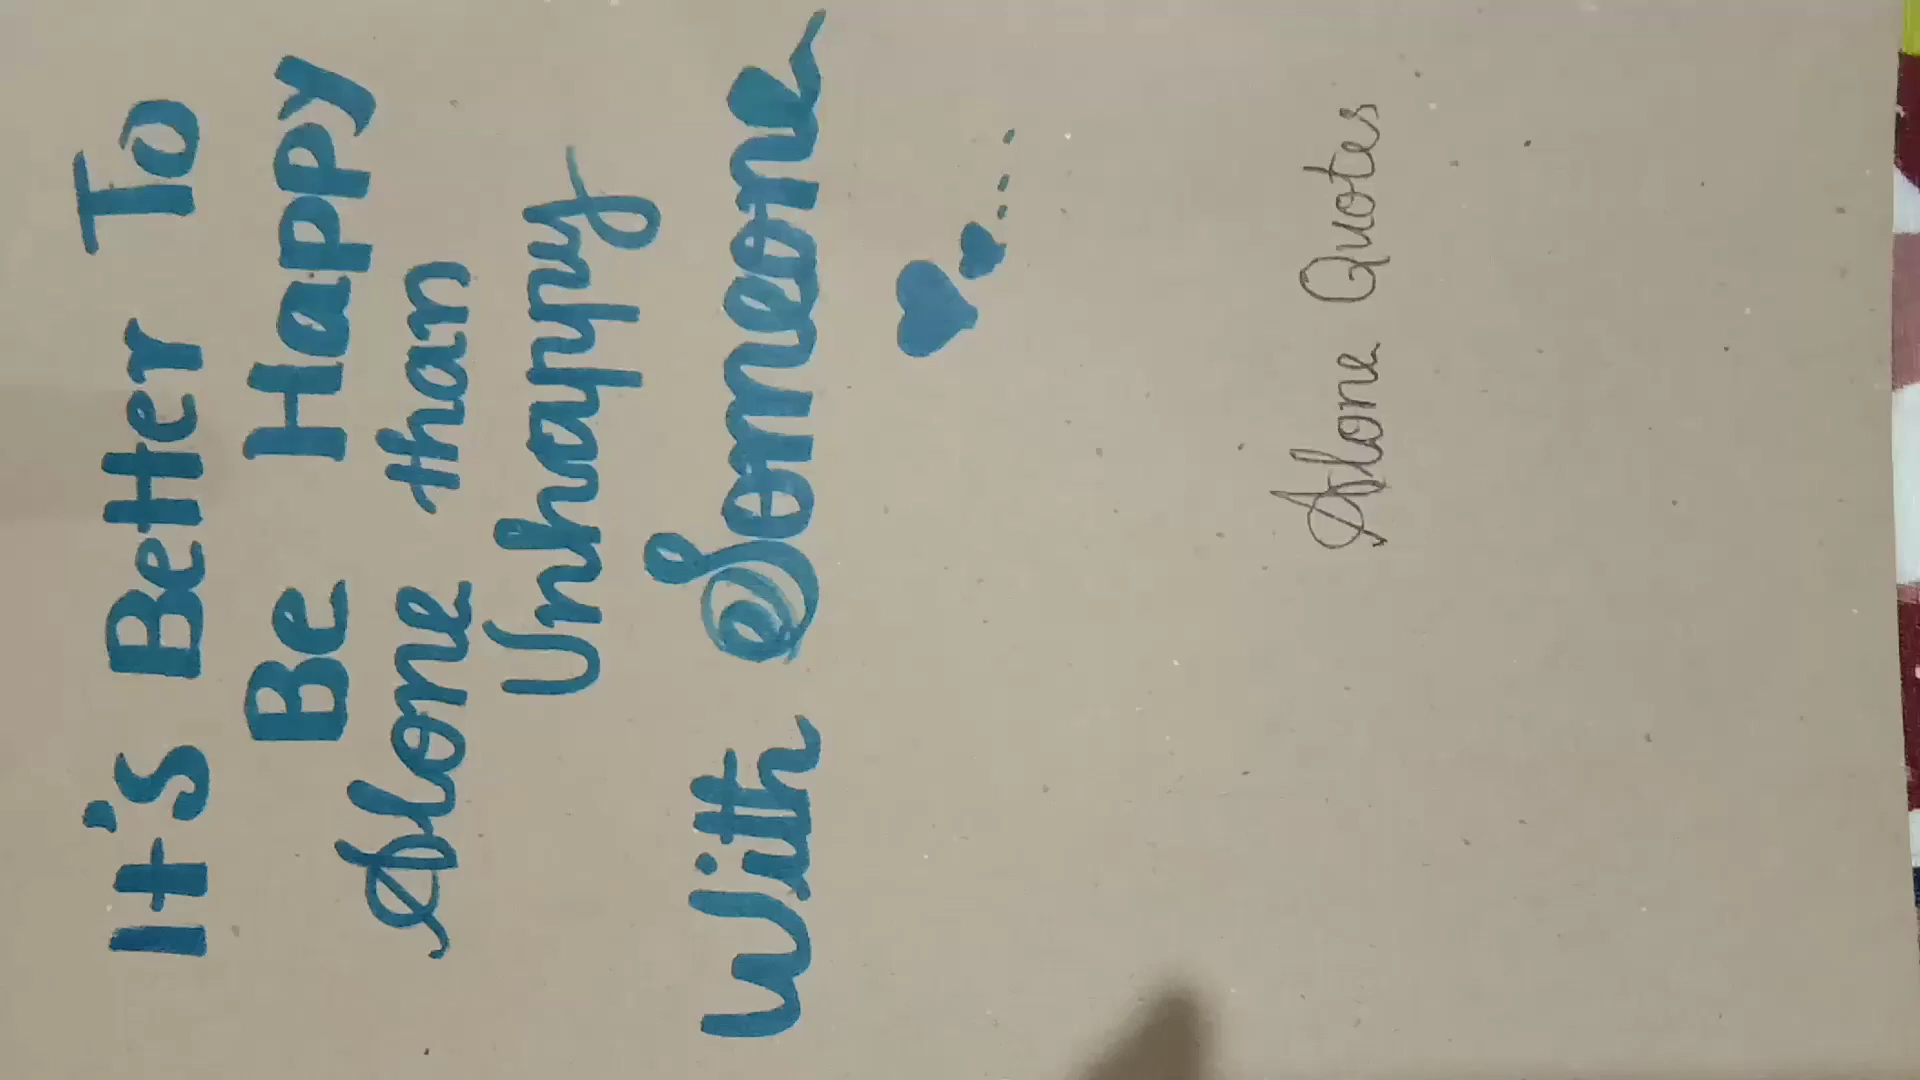 It's Better To
Be Happy
Alone than
Unhappy
With Someone
Alone Quotes